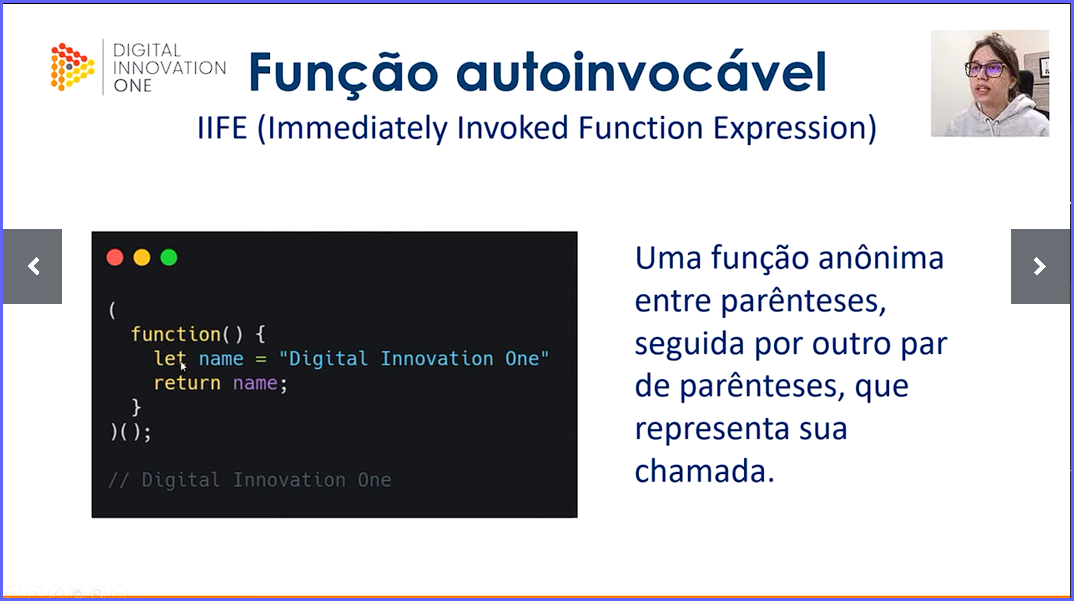 DIGITAL
INNOVATION
ONE
Função autoinvocável
IIFE (Immediately Invoked Function Expression)
(
function() {
let name = "Digital Innovation One"
return name;
}
)();
// Digital Innovation One
Uma função anônima
entre parênteses,
seguida por outro par
de parênteses, que
representa sua
chamada.